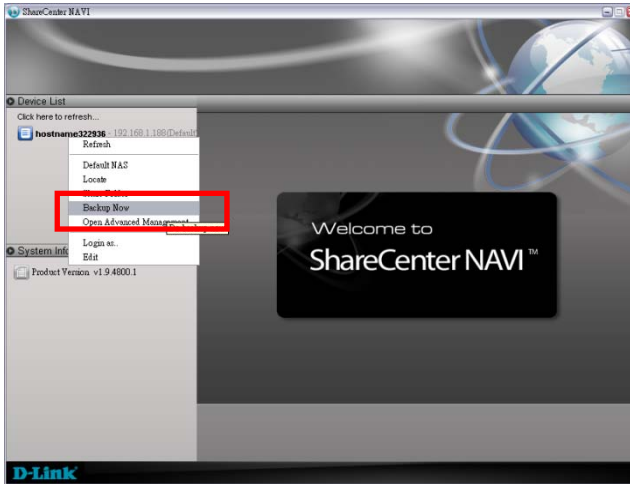 ShareCenter NAVI
Device List
Click here to refresh...
hostname322936 - 192.168.1.188(Default
Refresh
Default NAS
Locate
Backup Now
Open Advanced Management
Login as..
Edit
System Info
Product Version v1.9.4800.1
Welcome to
ShareCenter NAVI™
D-Link